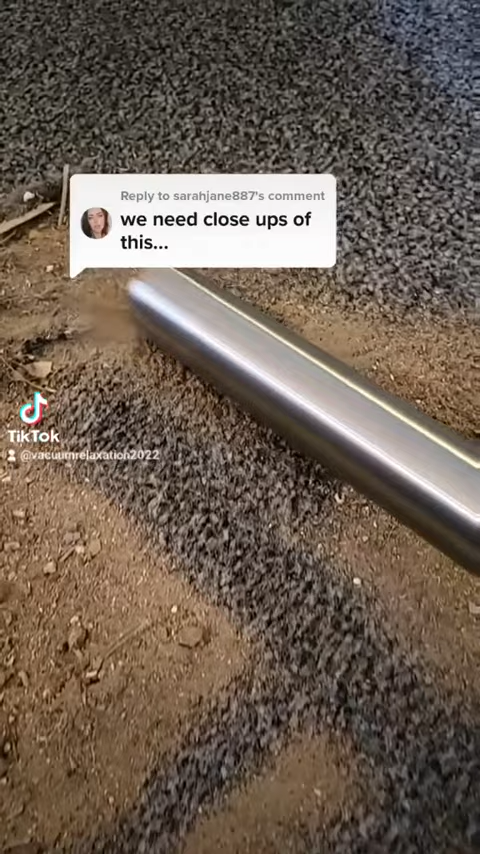 Reply to sarahjane887's comment
we need close ups of
this...
TikTok
@vacuumrelaxation2022